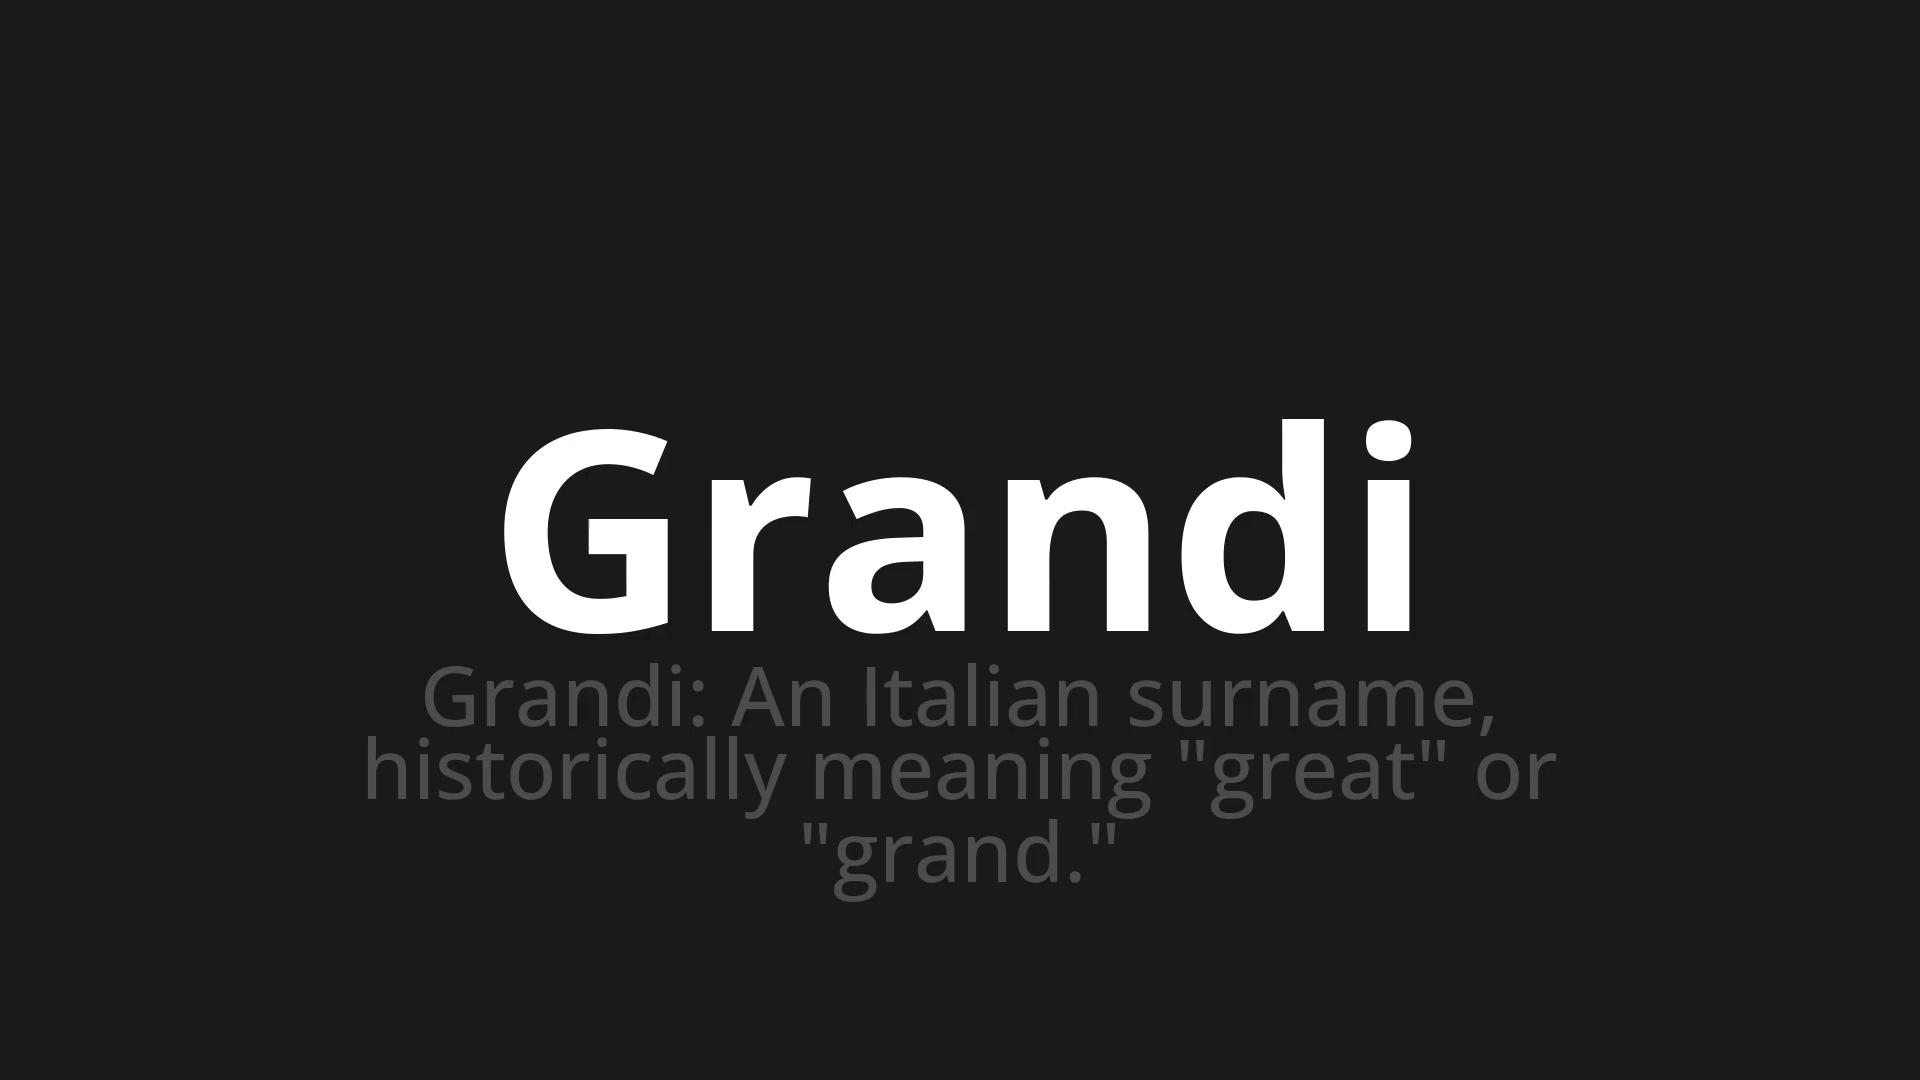 Grandi
Grandi: An Italian surname,
historically meaning "great" or
"grand."